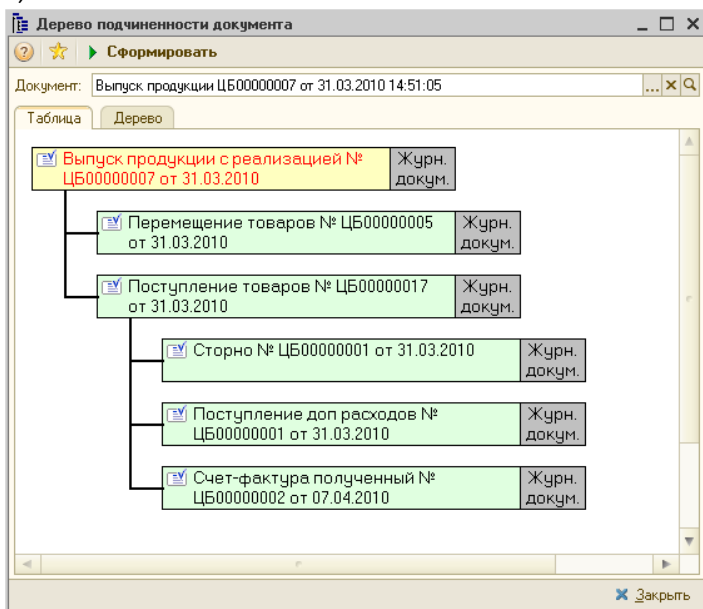 Дерево подчиненности документа
Сформировать
Документ: Выпуск продукции ЦБ00000007 от 31.03.2010 14:51:05
Таблица Дерево
Выпуск продукции с реализацией № Журн.
ЦБ00000007 от 31.03.2010 докум.
Перемещение товаров № ЦБ00000005 Журн.
от 31.03.2010 докум.
Поступление товаров № ЦБ00000017 Журн.
от 31.03.2010 докум.
Сторно № ЦБ00000001 от 31.03.2010 Журн.
докум.
Поступление доп расходов № Журн.
ЦБ00000001 от 31.03.2010 докум.
Счет-фактура полученный № Журн.
ЦБ00000002 от 07.04.2010 докум.
Закрыть